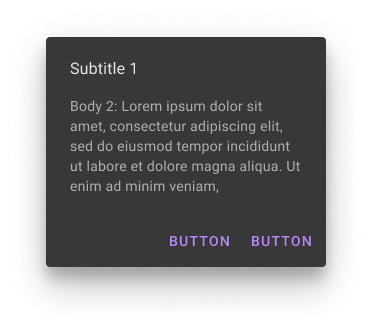 Subtitle 1
Body 2: Lorem ipsum dolor sit
amet, consectetur adipiscing elit,
sed do eiusmod tempor incididunt
ut labore et dolore magna aliqua. Ut
enim ad minim veniam,
BUTTON BUTTON